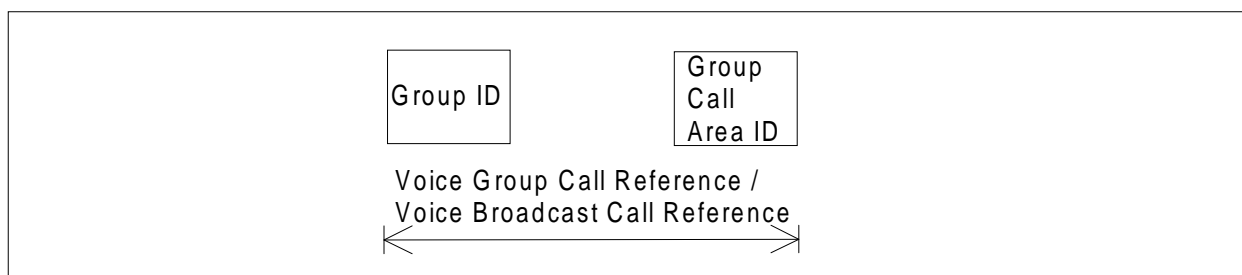 Group ID
Group
Call
Area ID
Voice Group Call Reference /
Voice Broadcast Call Reference